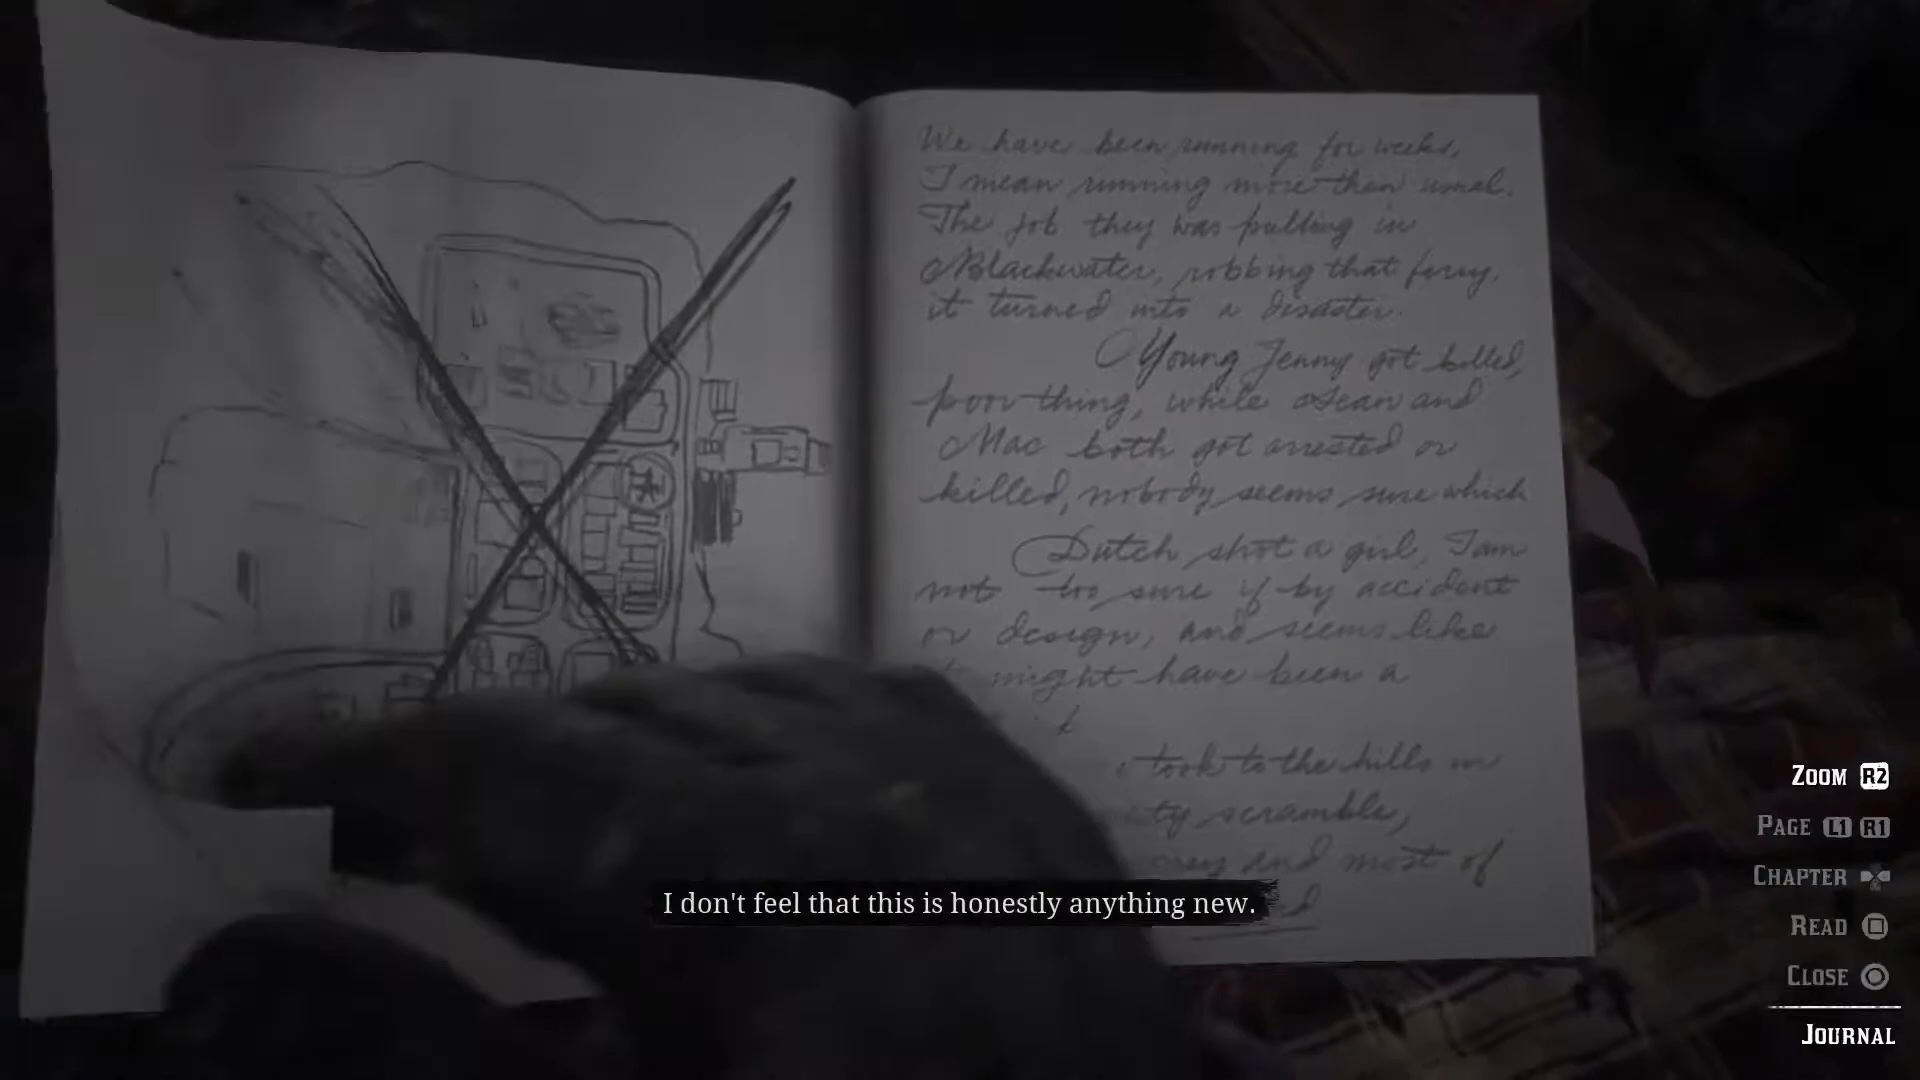 We have been running for weeks,
I mean running more than usual.
The job they was pulling in
Blackwater, robbing that ferry,
it turned into a disaster.
Young Jenny got killed,
poor thing, while Sean and
Mac both got arrested or
killed, nobody seems sure which
Dutch shot a girl, I am
not too sure if by accident
or design, and seems like
might have been a
took to the hills in
scramble,
and most of
I don't feel that this is honestly anything new.
ZOOM R2
PAGE L1 R1
CHAPTER
READ
CLOSE
JOURNAL